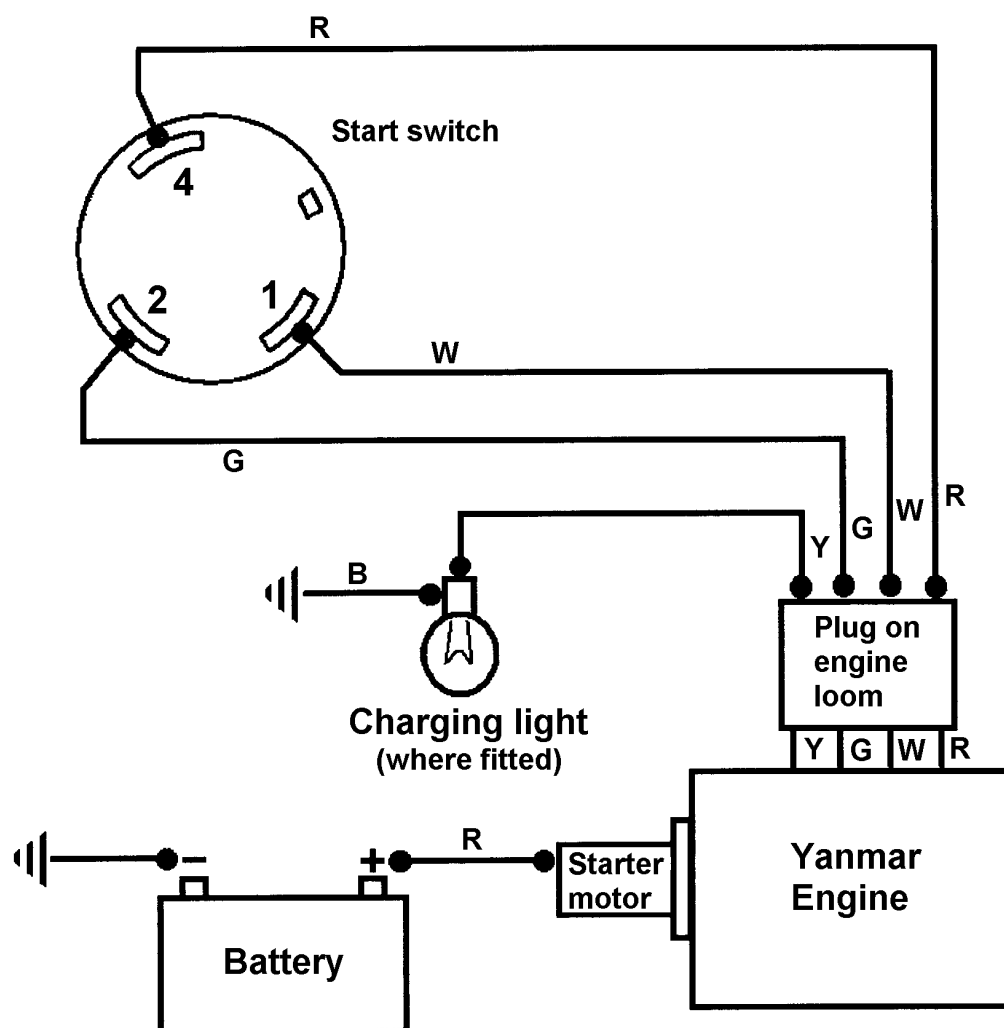 R
Start switch
4
2
1
W
G
R
W
G
Y
B
Plug on
engine
loom
Charging light
(where fitted)
Y G W R
R
– +
Starter
motor
Yanmar
Engine
Battery